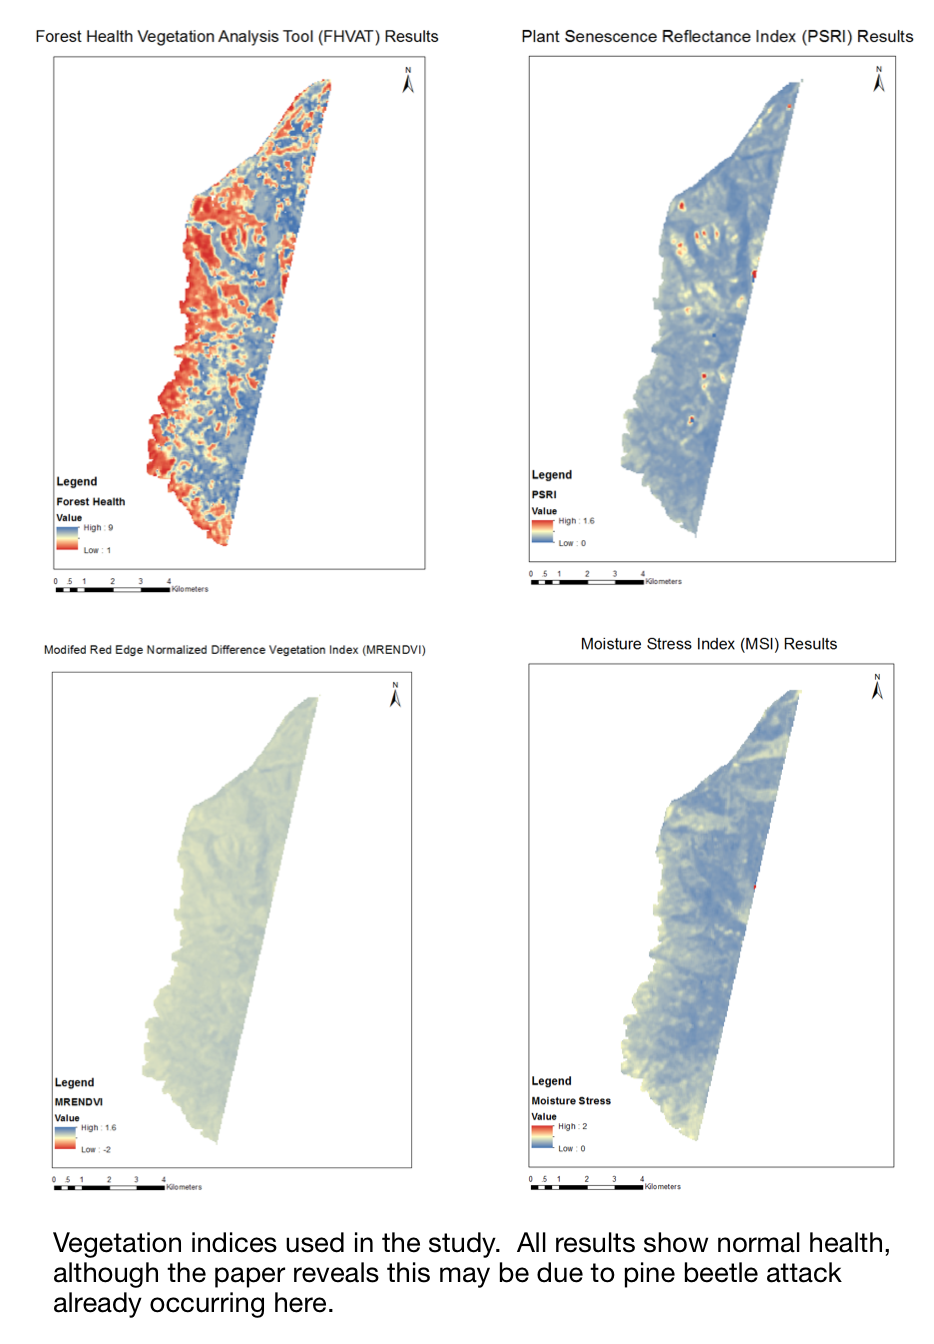 Forest Health Vegetation Analysis Tool (FHVAT) Results
N
Legend
Forest Health
Value
High : 9
Low : 1
0 .5 1 2 3 4
Kilometers
Plant Senescence Reflectance Index (PSRI) Results
N
Legend
PSRI
Value
High : 1.6
Low : 0
0 .5 1 2 3 4
Kilometers
Modifed Red Edge Normalized Difference Vegetation Index (MRENDVI)
N
Legend
MRENDVI
Value
High : 1.6
Low : -2
0 .5 1 2 3 4
Kilometers
Moisture Stress Index (MSI) Results
N
Legend
Moisture Stress
Value
High : 2
Low : 0
0 .5 1 2 3 4
Kilometers
Vegetation indices used in the study.  All results show normal health,
although the paper reveals this may be due to pine beetle attack
already occurring here.